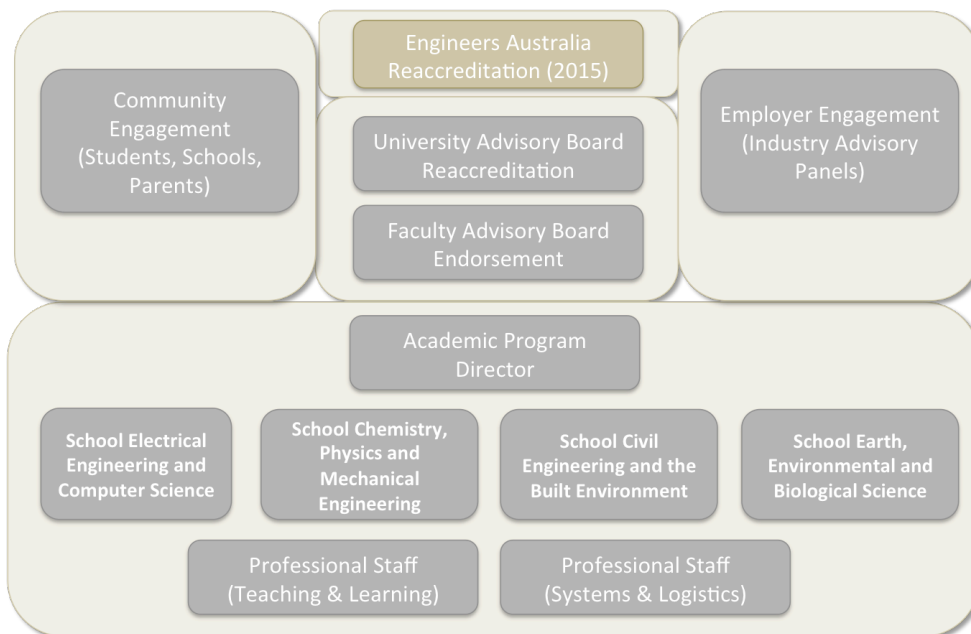 Engineers Australia
Reaccreditation (2015)
Community
Engagement
(Students, Schools,
Parents)
University Advisory Board
Reaccreditation
Faculty Advisory Board
Endorsement
Employer Engagement
(Industry Advisory
Panels)
Academic Program
Director
School Electrical
Engineering and
Computer Science
School Chemistry,
Physics and
Mechanical
Engineering
School Civil
Engineering and the
Built Environment
School Earth,
Environmental and
Biological Science
Professional Staff
(Teaching & Learning)
Professional Staff
(Systems & Logistics)